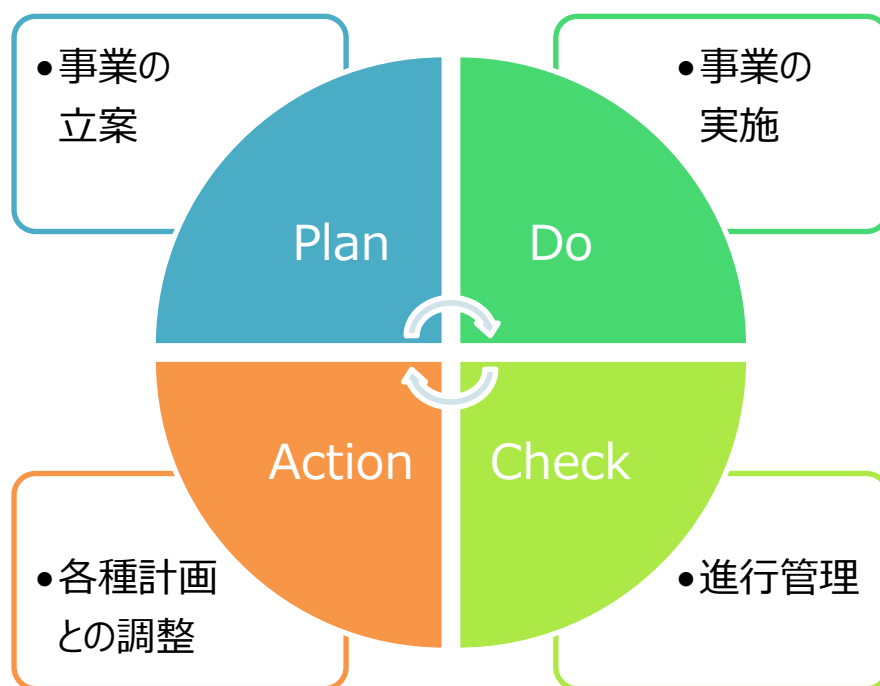 •事業の
立案
•事業の
実施
Plan
Do
Action
Check
•各種計画
との調整
•進行管理